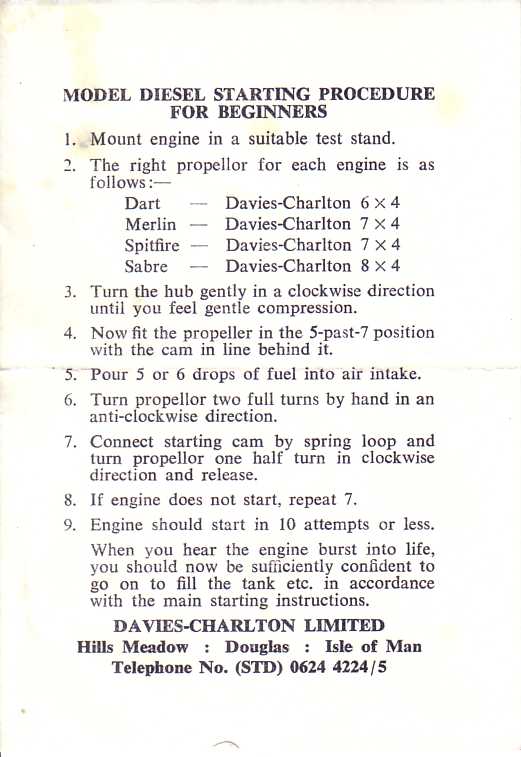 MODEL DIESEL STARTING PROCEDURE
FOR BEGINNERS
1. Mount engine in a suitable test stand.
2. The right propellor for each engine is as
follows:—
Dart — Davies-Charlton 6 × 4
Merlin — Davies-Charlton 7 × 4
Spitfire — Davies-Charlton 7 × 4
Sabre — Davies-Charlton 8 × 4
3. Turn the hub gently in a clockwise direction
until you feel gentle compression.
4. Now fit the propeller in the 5-past-7 position
with the cam in line behind it.
5. Pour 5 or 6 drops of fuel into air intake.
6. Turn propellor two full turns by hand in an
anti-clockwise direction.
7. Connect starting cam by spring loop and
turn propellor one half turn in clockwise
direction and release.
8. If engine does not start, repeat 7.
9. Engine should start in 10 attempts or less.
When you hear the engine burst into life,
you should now be sufficiently confident to
go on to fill the tank etc. in accordance
with the main starting instructions.
DAVIES-CHARLTON LIMITED
Hills Meadow : Douglas : Isle of Man
Telephone No. (STD) 0624 4224/5